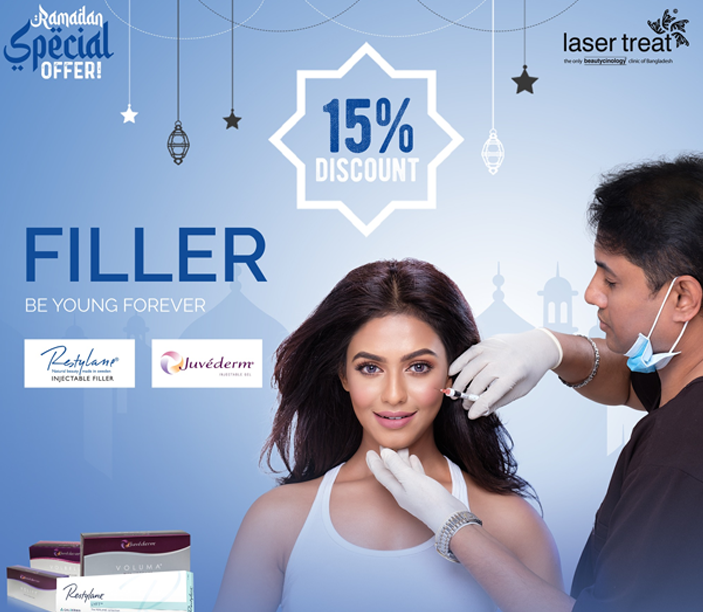 Ramadan
Special
OFFER!
laser treat
the only beautycinology clinic of Bangladesh
15%
DISCOUNT
FILLER
BE YOUNG FOREVER
Restylane®
Natural beauty made in sweden
INJECTABLE FILLER
Juvéderm®
INJECTABLE GEL
Juvéderm
VOLUMA
Restylane